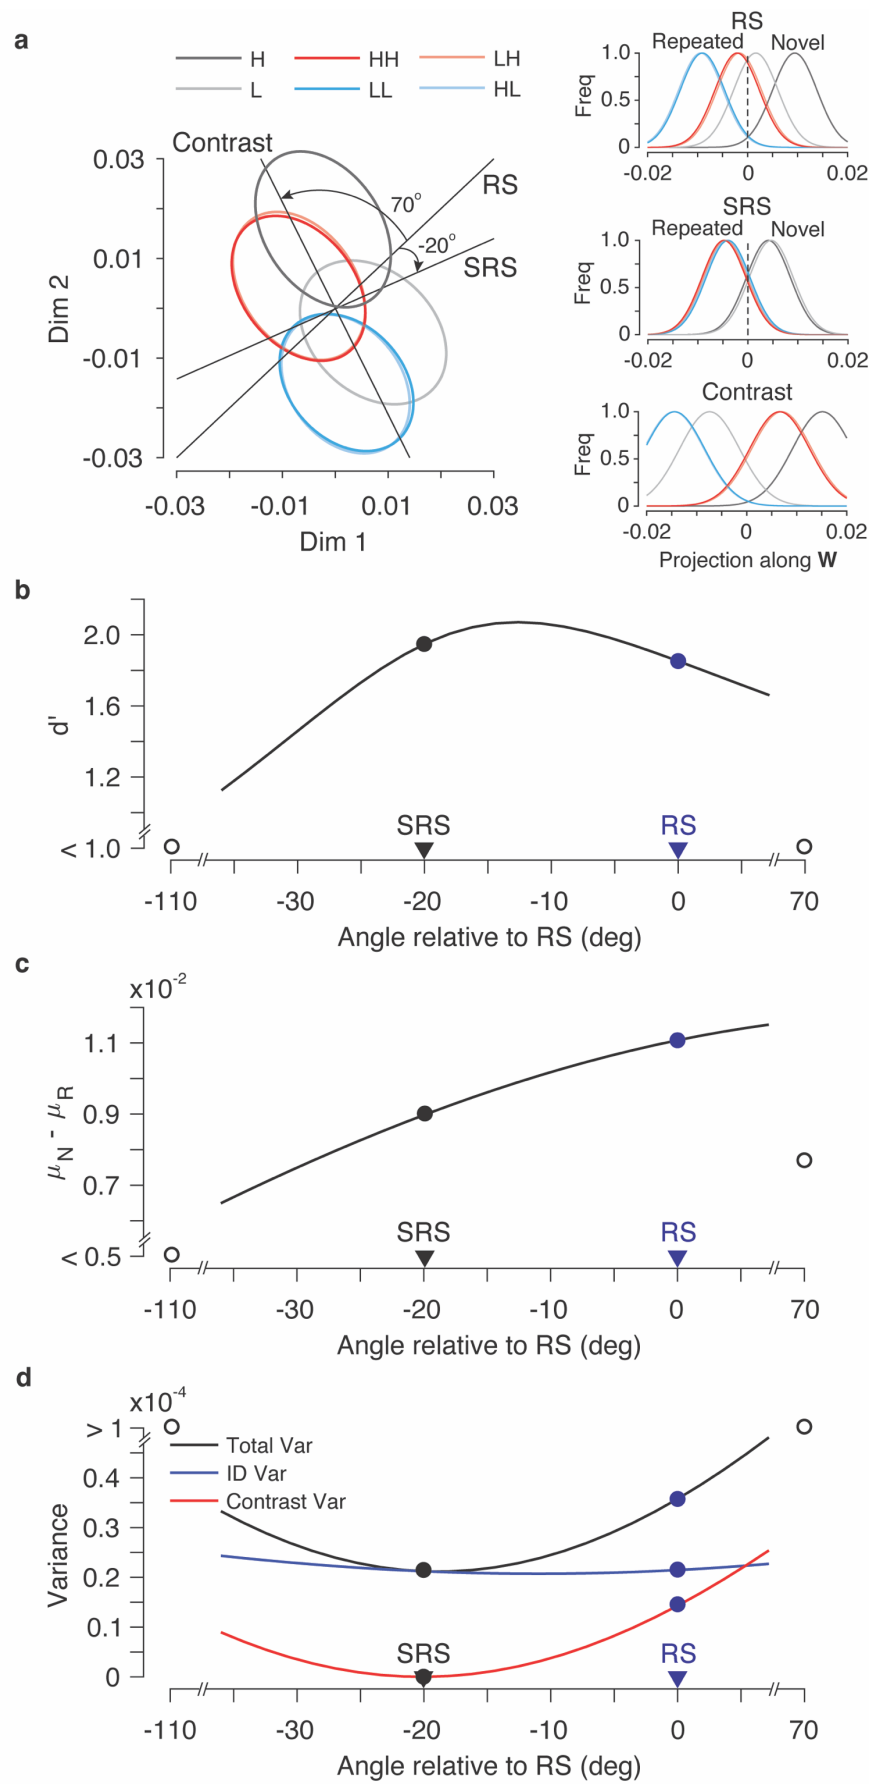 a
H HH LH
L LL HL
Contrast
RS
SRS
70°
-20°
0.03
0.01
-0.01
-0.03
Dim 2
-0.03 -0.01 0.01 0.03
Dim 1
RS
Repeated Novel
1.0
0.5
0
Freq
-0.02 0 0.02
SRS
Repeated Novel
1.0
0.5
0
Freq
-0.02 0 0.02
Contrast
1.0
0.5
0
Freq
-0.02 0 0.02
Projection along W
b
2.0
1.6
1.2
< 1.0
d'
SRS RS
-110 -30 -20 -10 0 70
Angle relative to RS (deg)
c
x10-2
1.1
0.9
0.7
< 0.5
μN - μR
SRS RS
-110 -30 -20 -10 0 70
Angle relative to RS (deg)
d
x10-4
> 1
Total Var
ID Var
Contrast Var
0.4
0.3
0.2
0.1
0
Variance
SRS RS
-110 -30 -20 -10 0 70
Angle relative to RS (deg)